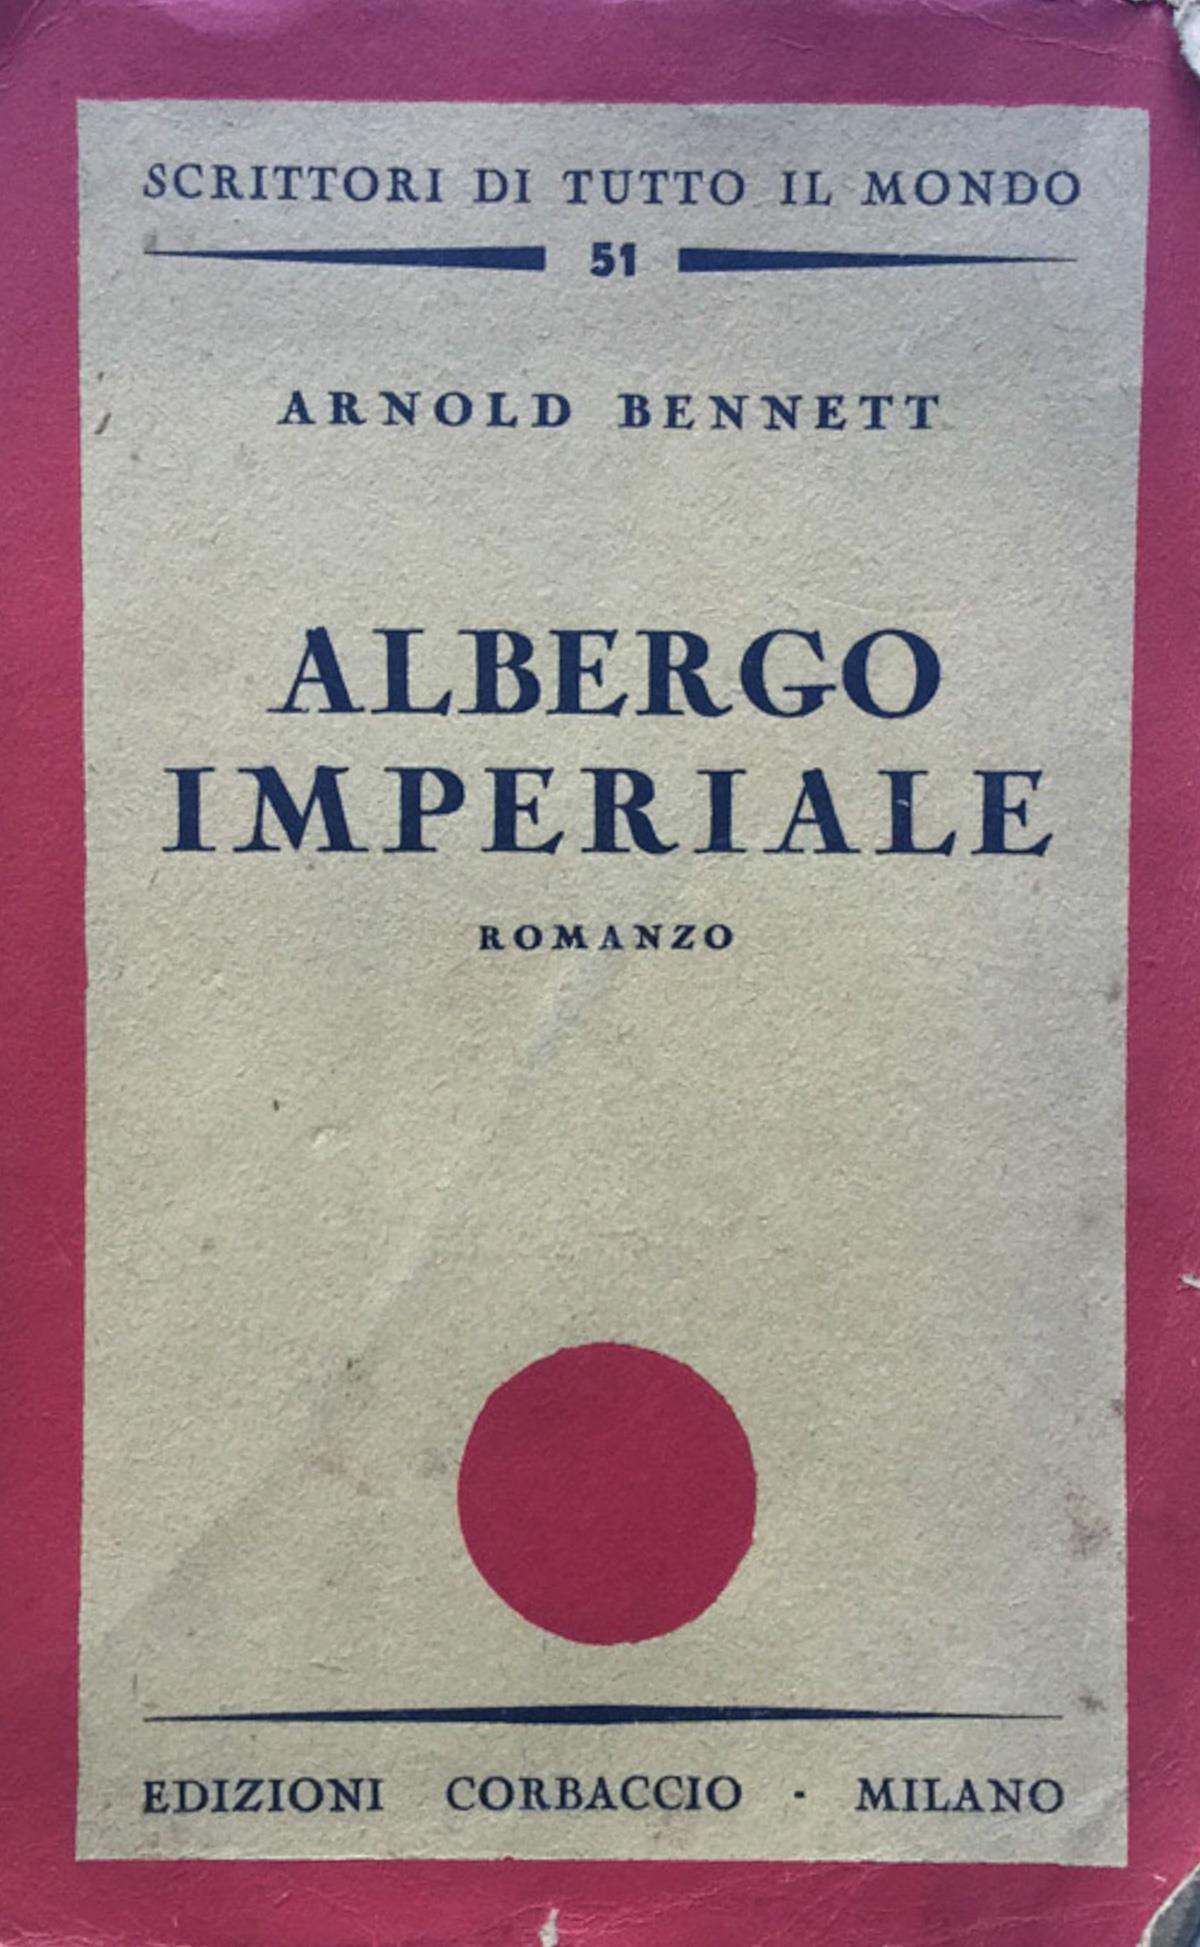 SCRITTORI DI TUTTO IL MONDO
51
ARNOLD BENNETT
ALBERGO
IMPERIALE
ROMANZO
EDIZIONI CORBACCIO - MILANO